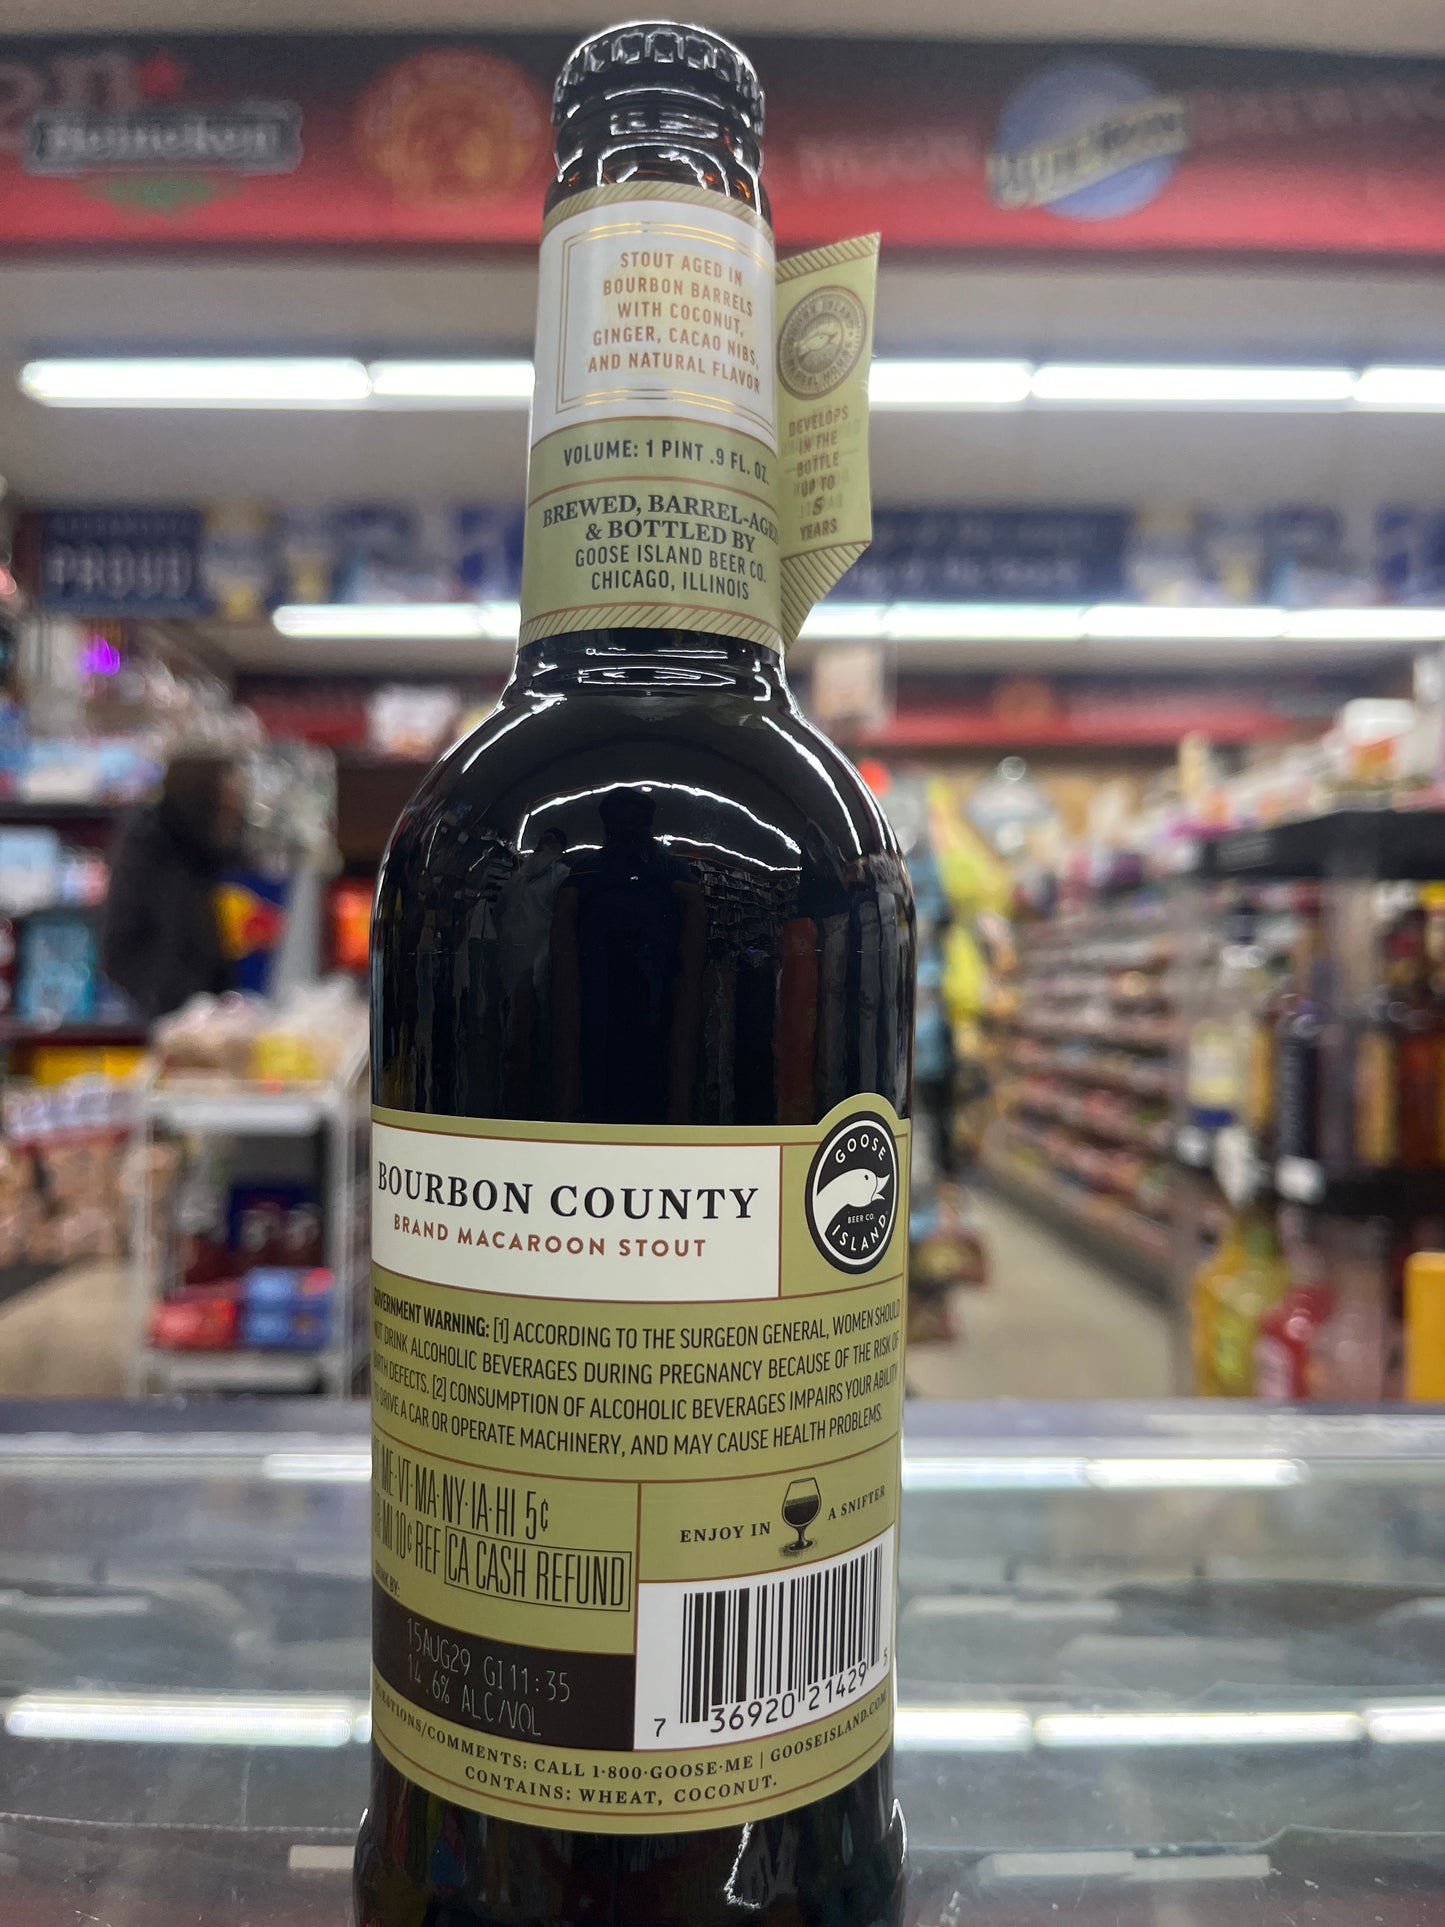 Heineken
STOUT AGED IN
BOURBON BARRELS
WITH COCONUT,
GINGER, CACAO NIBS,
AND NATURAL FLAVOR
VOLUME: 1 PINT .9 FL. OZ.
BREWED, BARREL-AGED
& BOTTLED BY
GOOSE ISLAND BEER CO.
CHICAGO, ILLINOIS
DEVELOPS
IN THE
BOTTLE
UP TO
5
YEARS
PROUD
BOURBON COUNTY
BRAND MACAROON STOUT
GOOSE
BEER CO.
ISLAND
GOVERNMENT WARNING: [1] ACCORDING TO THE SURGEON GENERAL, WOMEN SHOULD
NOT DRINK ALCOHOLIC BEVERAGES DURING PREGNANCY BECAUSE OF THE RISK OF
BIRTH DEFECTS. [2] CONSUMPTION OF ALCOHOLIC BEVERAGES IMPAIRS YOUR ABILITY
TO DRIVE A CAR OR OPERATE MACHINERY, AND MAY CAUSE HEALTH PROBLEMS.
ME·VT·MA·NY·IA·HI 5¢
MI 10¢ REF CA CASH REFUND
ENJOY IN A SNIFTER
BY:
15AUG29 GI11:35
14.6% ALC/VOL
7 36920 21429 5
QUESTIONS/COMMENTS: CALL 1·800·GOOSE·ME | GOOSEISLAND.COM
CONTAINS: WHEAT, COCONUT.